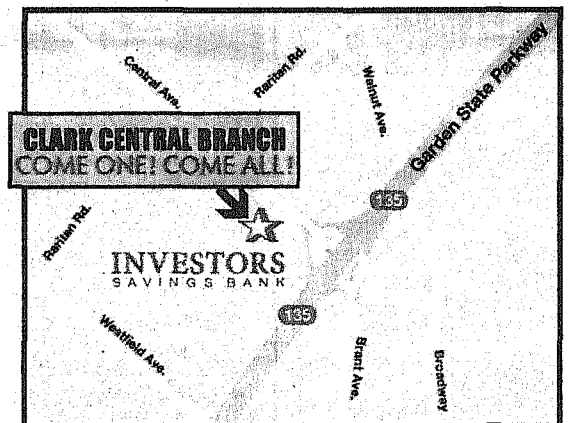 Central Ave.
Raritan Rd.
Walnut Ave.
Garden State Parkway
CLARK CENTRAL BRANCH
COME ONE! COME ALL!
135
Raritan Rd.
INVESTORS
SAVINGS BANK
135
Westfield Ave.
Brant Ave.
Broadway